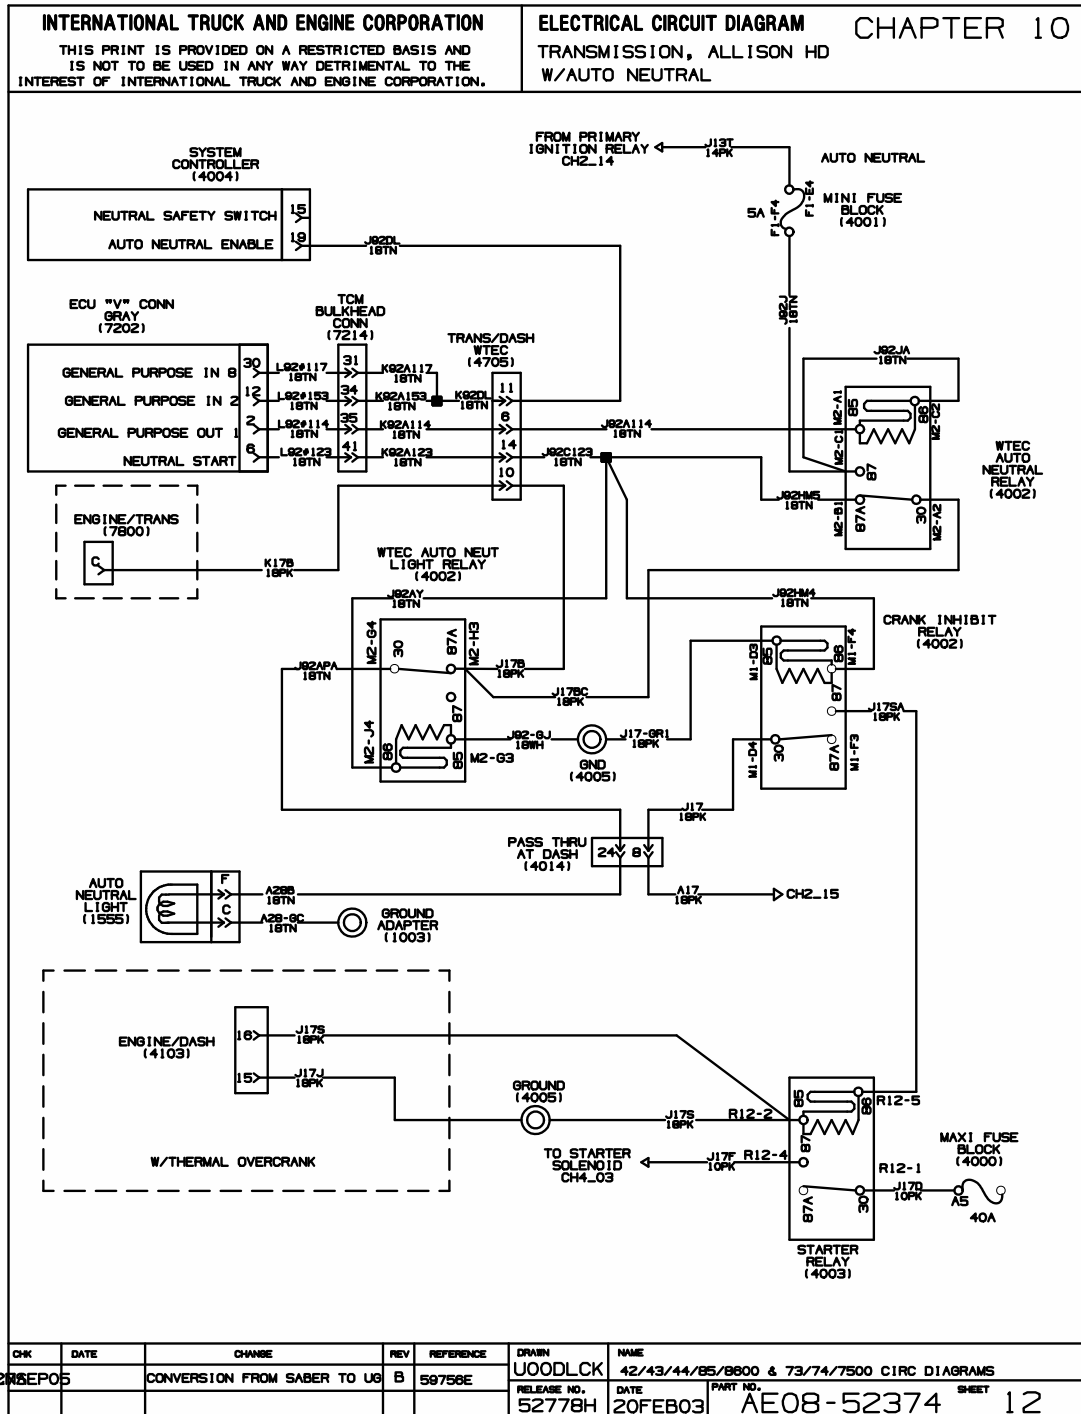 INTERNATIONAL TRUCK AND ENGINE CORPORATION
THIS PRINT IS PROVIDED ON A RESTRICTED BASIS AND
IS NOT TO BE USED IN ANY WAY DETRIMENTAL TO THE
INTEREST OF INTERNATIONAL TRUCK AND ENGINE CORPORATION.
ELECTRICAL CIRCUIT DIAGRAM
TRANSMISSION, ALLISON HD
W/AUTO NEUTRAL
CHAPTER 10
FROM PRIMARY
IGNITION RELAY
CH2_14
J13T
14PK
AUTO NEUTRAL
5A
F1-F4
F1-E4
MINI FUSE
BLOCK
(4001)
SYSTEM
CONTROLLER
(4004)
NEUTRAL SAFETY SWITCH
15
AUTO NEUTRAL ENABLE
19
J92DL
18TN
J92J
18TN
ECU "V" CONN
GRAY
(7202)
TCM
BULKHEAD
CONN
(7214)
TRANS/DASH
WTEC
(4705)
GENERAL PURPOSE IN 8
30
L92*117
18TN
31
K92A117
18TN
GENERAL PURPOSE IN 2
12
L92*153
18TN
34
K92A153
18TN
K92DL
18TN
11
GENERAL PURPOSE OUT 1
2
L92*114
18TN
35
K92A114
18TN
6
J92A114
18TN
NEUTRAL START
6
L92*123
18TN
41
K92A123
18TN
14
J92C123
18TN
10
J92JA
18TN
M2-A1
85
86
M2-C2
M2-C1
87
J92HM5
18TN
M2-B1
87A
30
M2-A2
WTEC
AUTO
NEUTRAL
RELAY
(4002)
ENGINE/TRANS
(7800)
C
K17B
18PK
WTEC AUTO NEUT
LIGHT RELAY
(4002)
J92AY
18TN
J92HM4
18TN
CRANK INHIBIT
RELAY
(4002)
M2-G4
30
87A
M2-H3
J92APA
18TN
J17B
18PK
J17BC
18PK
87
M2-J4
86
85
M2-G3
J92-GJ
18WH
GND
(4005)
J17-GR1
18PK
M1-D3
85
86
M1-F4
87
J17SA
18PK
M1-D4
30
87A
M1-F3
J17
18PK
PASS THRU
AT DASH
(4014)
24
8
A17
18PK
CH2_15
AUTO
NEUTRAL
LIGHT
(1555)
F
A28B
18TN
C
A28-GC
18TN
GROUND
ADAPTER
(1003)
ENGINE/DASH
(4103)
16
J17S
18PK
15
J17J
18PK
W/THERMAL OVERCRANK
GROUND
(4005)
J17S
18PK
R12-2
85
86
R12-5
TO STARTER
SOLENOID
CH4_03
J17F
10PK
R12-4
87
R12-1
87A
30
J17D
10PK
MAXI FUSE
BLOCK
(4000)
A5
40A
STARTER
RELAY
(4003)
CHK
DATE
CHANGE
REV
REFERENCE
CONVERSION FROM SABER TO UG
B
59756E
DRAWN
UOODLCK
NAME
42/43/44/85/8600 & 73/74/7500 CIRC DIAGRAMS
RELEASE NO.
52778H
DATE
20FEB03
PART NO.
AE08-52374
SHEET
12